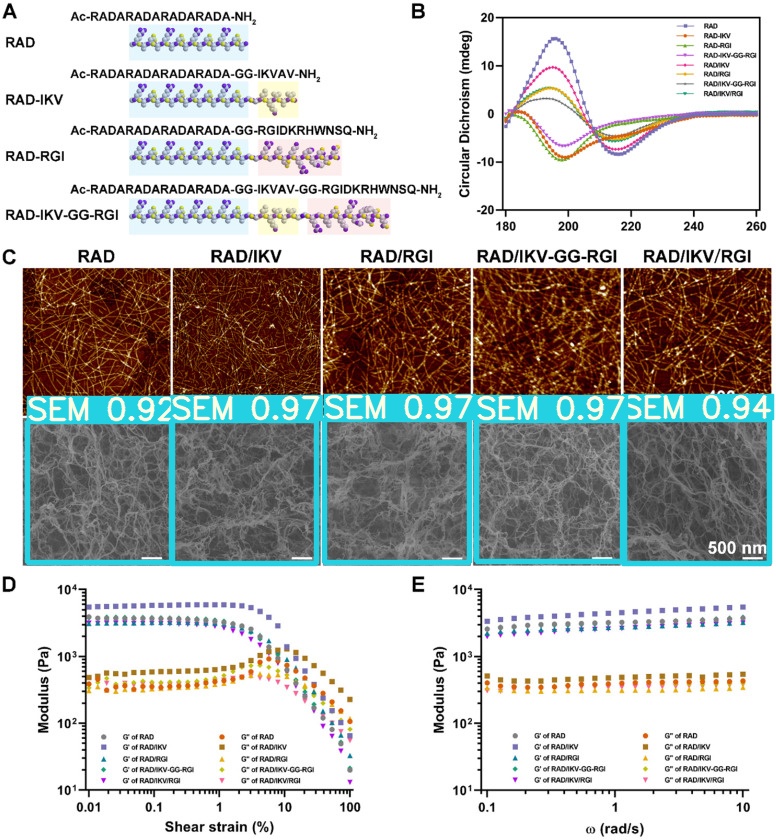 A
Ac-RADARADARADARADA-NH2
RAD
Ac-RADARADARADARADA-GG-IKVAV-NH2
RAD-IKV
Ac-RADARADARADARADA-GG-RGIDKRHWNSQ-NH2
RAD-RGI
Ac-RADARADARADARADA-GG-IKVAV-GG-RGIDKRHWNSQ-NH2
RAD-IKV-GG-RGI
B
Circular Dichroism (mdeg)
20
10
0
-10
-20
180 200 220 240 260
RAD
RAD-IKV
RAD-RGI
RAD-IKV-GG-RGI
RAD/IKV
RAD/RGI
RAD/IKV-GG-RGI
RAD/IKV/RGI
C
RAD RAD/IKV RAD/RGI RAD/IKV-GG-RGI RAD/IKV/RGI
SEM 0.92 SEM 0.97 SEM 0.97 SEM 0.97 SEM 0.94
500 nm
D
Modulus (Pa)
10^4
10^3
10^2
10^1
G' of RAD G" of RAD
G' of RAD/IKV G" of RAD/IKV
G' of RAD/RGI G" of RAD/RGI
G' of RAD/IKV-GG-RGI G" of RAD/IKV-GG-RGI
G' of RAD/IKV/RGI G" of RAD/IKV/RGI
0.01 0.1 1 10 100
Shear strain (%)
E
Modulus (Pa)
10^4
10^3
10^2
10^1
G' of RAD G" of RAD
G' of RAD/IKV G" of RAD/IKV
G' of RAD/RGI G" of RAD/RGI
G' of RAD/IKV-GG-RGI G" of RAD/IKV-GG-RGI
G' of RAD/IKV/RGI G" of RAD/IKV/RGI
0.1 1 10
ω (rad/s)